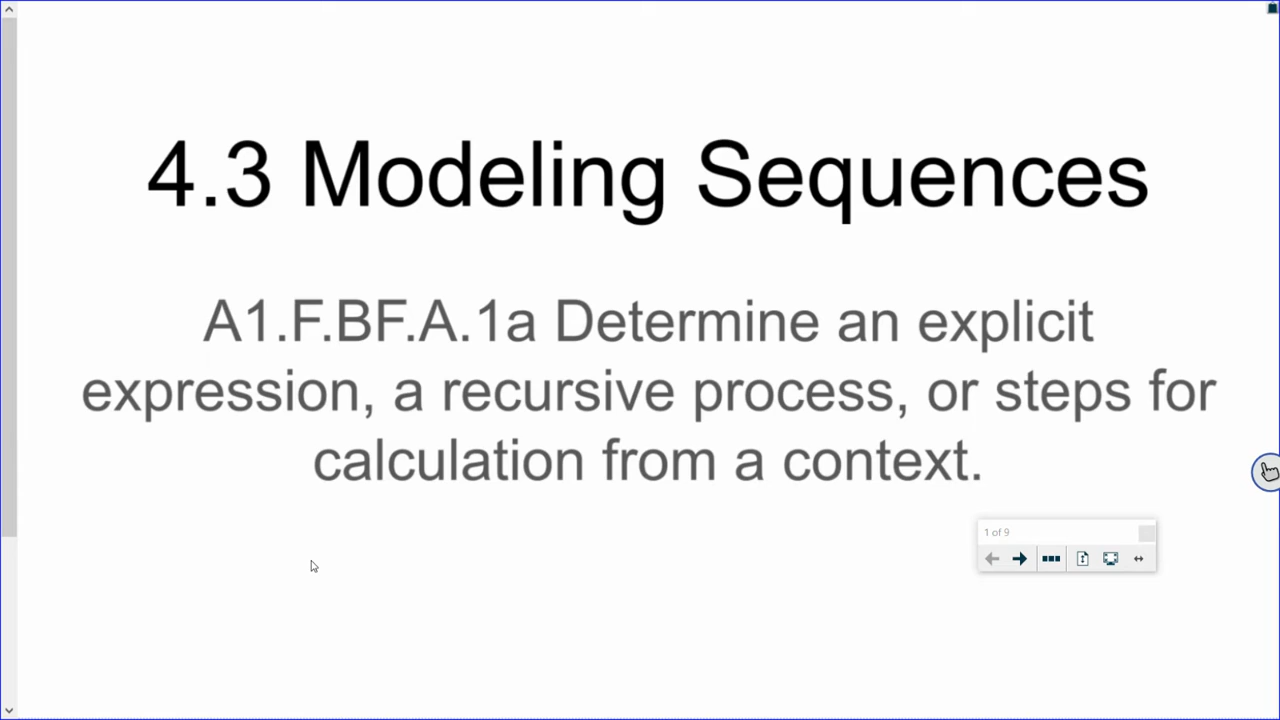 4.3 Modeling Sequences
A1.F.BF.A.1a Determine an explicit
expression, a recursive process, or steps for
calculation from a context.
1 of 9